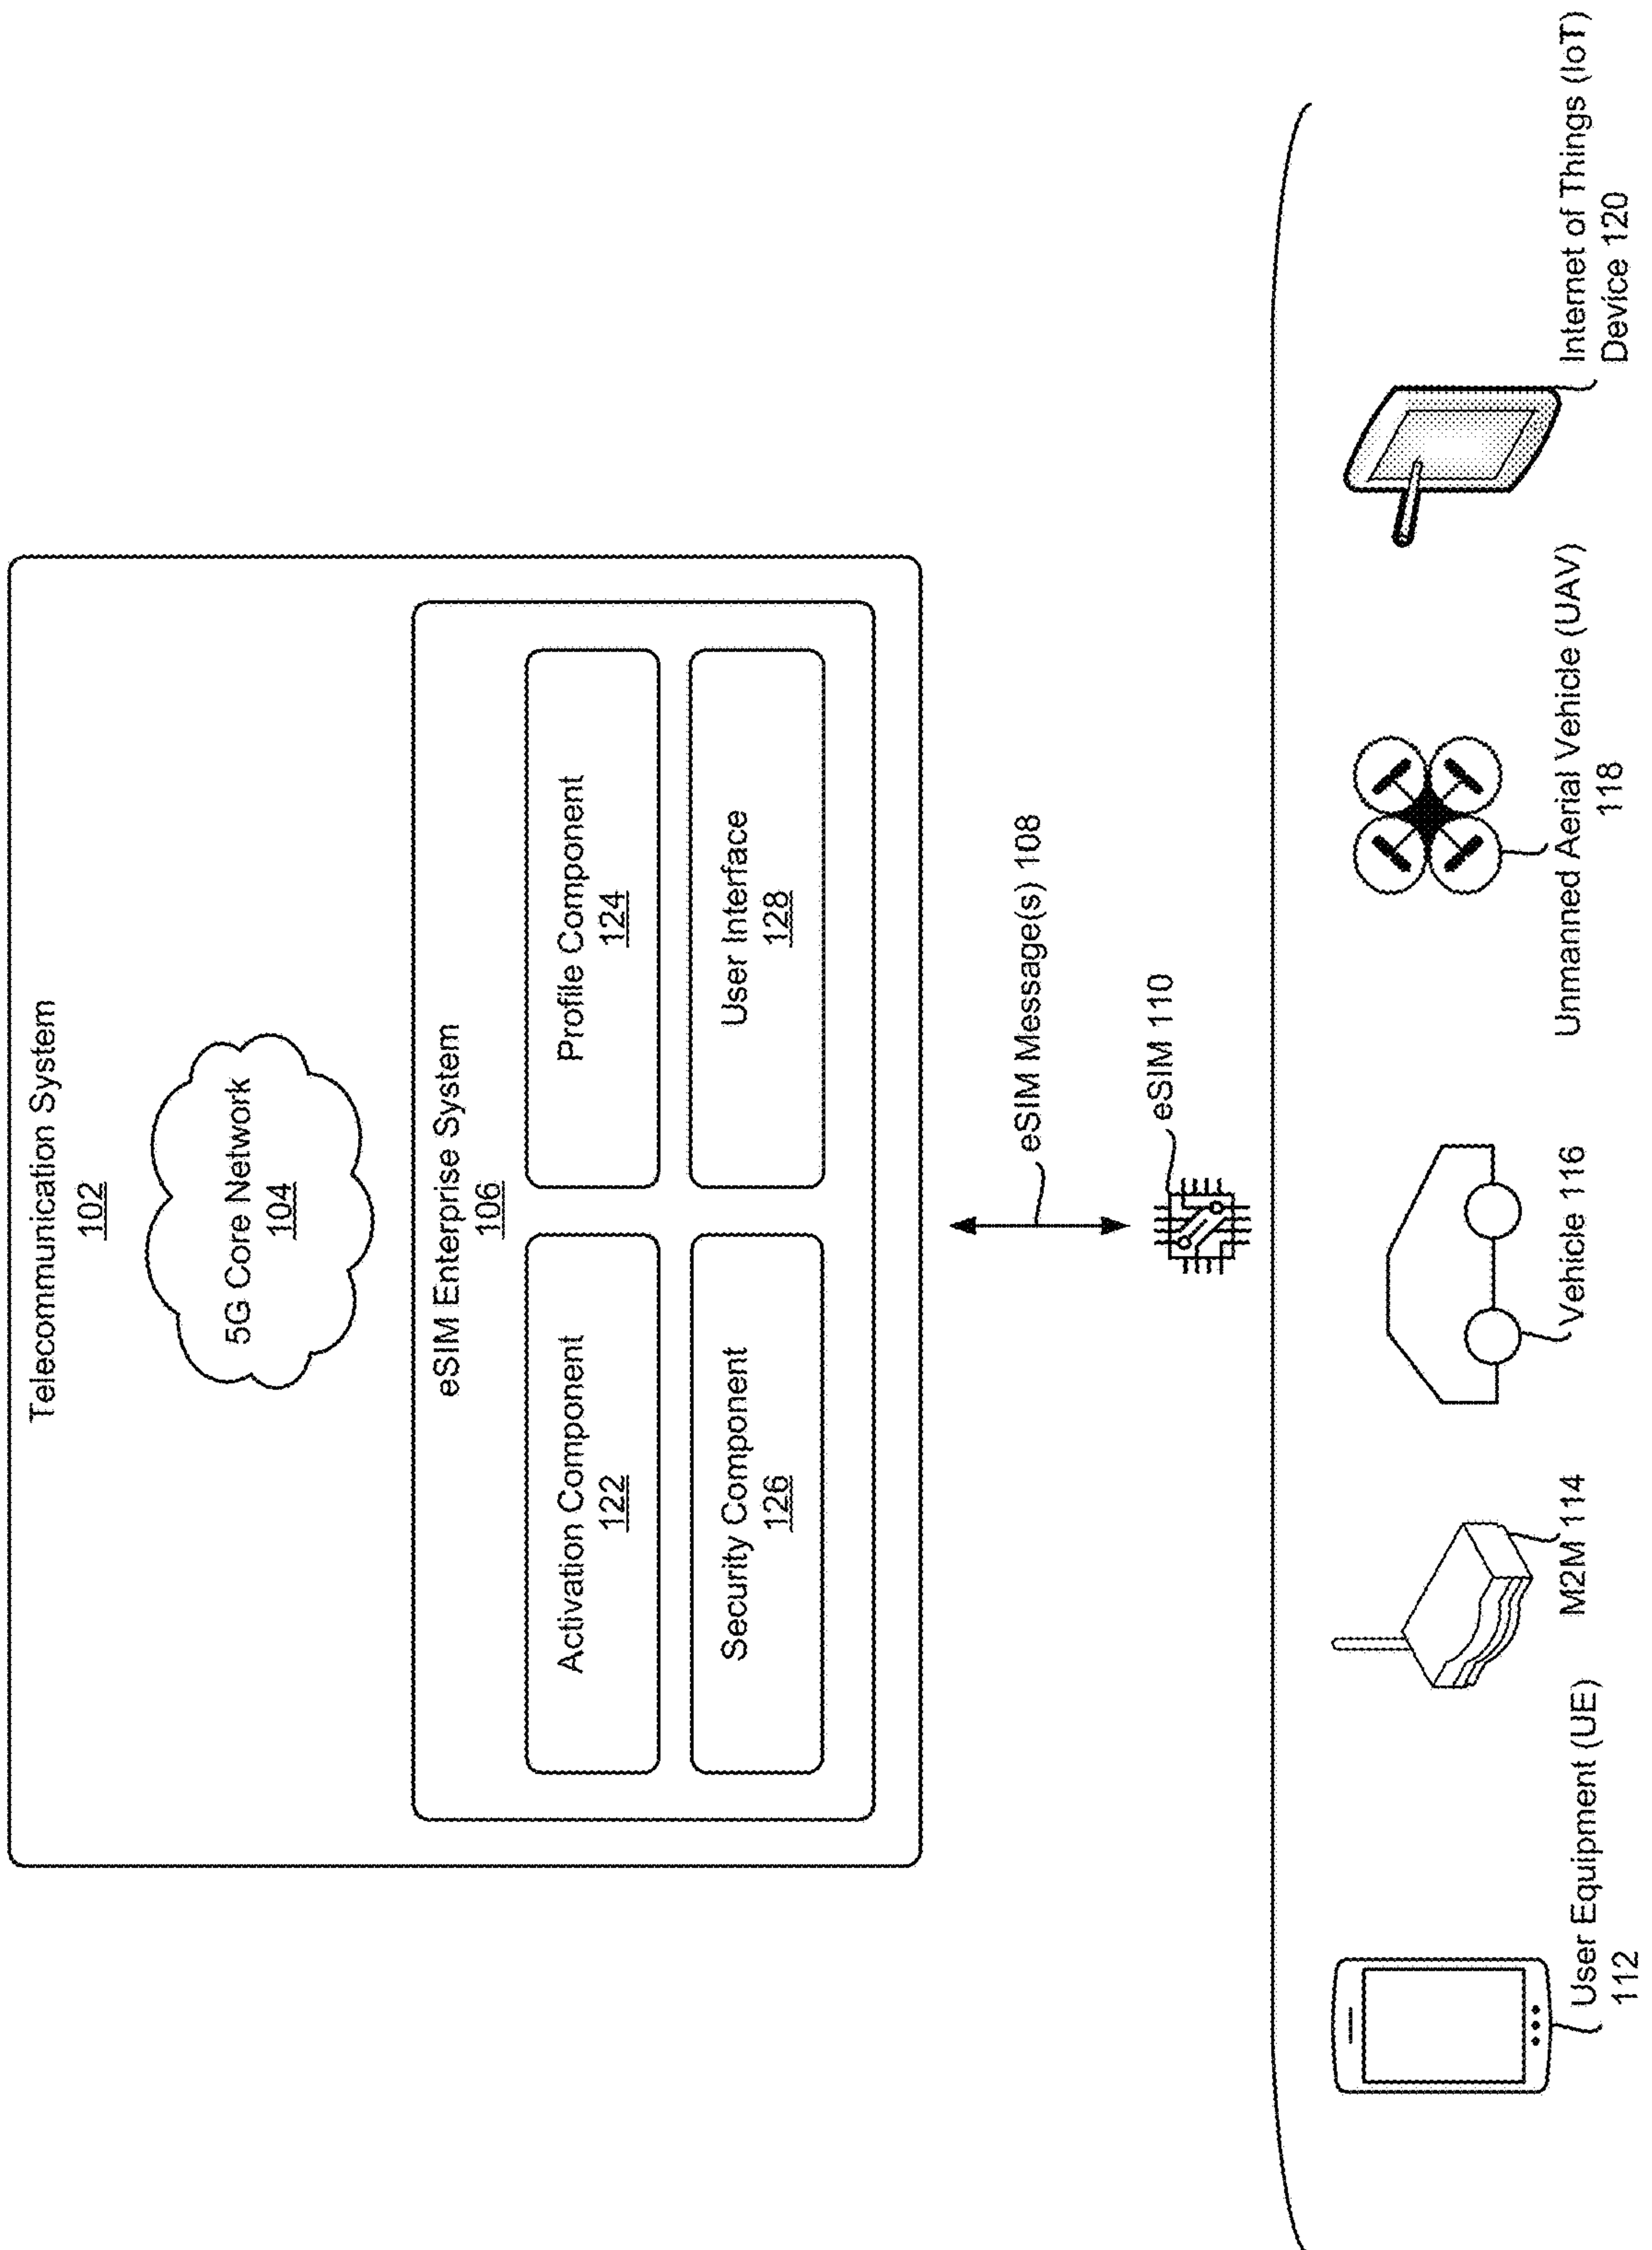 Telecommunication System
102
5G Core Network
104
eSIM Enterprise System
106
Activation Component
122
Profile Component
124
Security Component
126
User Interface
128
eSIM Message(s) 108
eSIM 110
User Equipment (UE)
112
M2M 114
Vehicle 116
Unmanned Aerial Vehicle (UAV)
118
Internet of Things (IoT)
Device 120